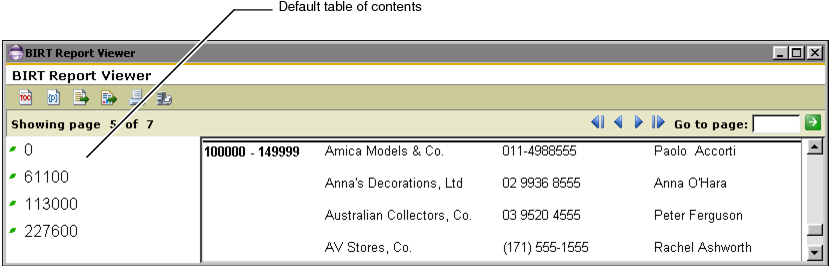 Default table of contents
BIRT Report Viewer
BIRT Report Viewer
TOC
Showing page 5 of 7
Go to page:
0
61100
113000
227600
100000 - 149999 Amica Models & Co. 011-4988555 Paolo Accorti
Anna's Decorations, Ltd 02 9936 8555 Anna O'Hara
Australian Collectors, Co. 03 9520 4555 Peter Ferguson
AV Stores, Co. (171) 555-1555 Rachel Ashworth